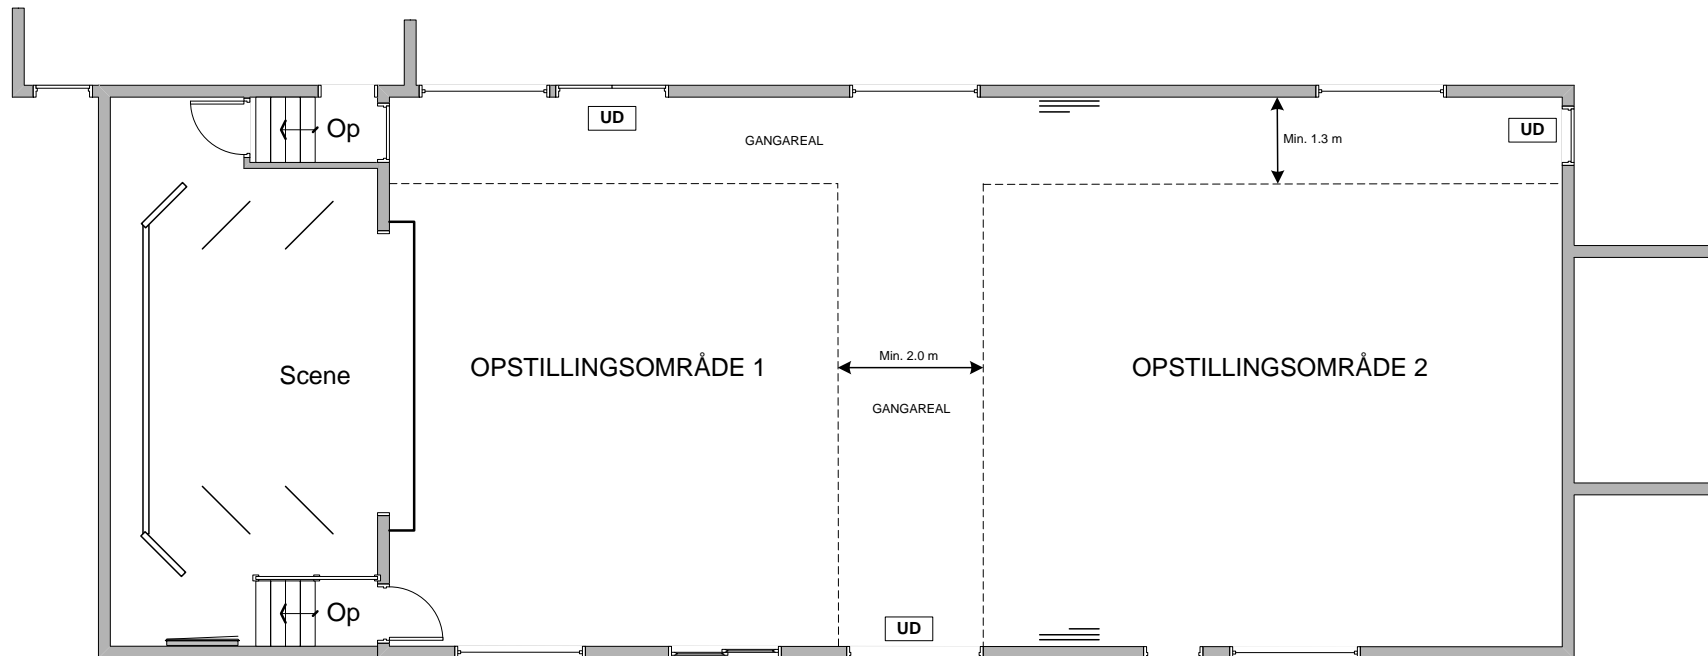 UD
UD
Op
GANGAREAL
Min. 1.3 m
Min. 2.0 m
Scene
OPSTILLINGSOMRÅDE 1
OPSTILLINGSOMRÅDE 2
GANGAREAL
Op
UD